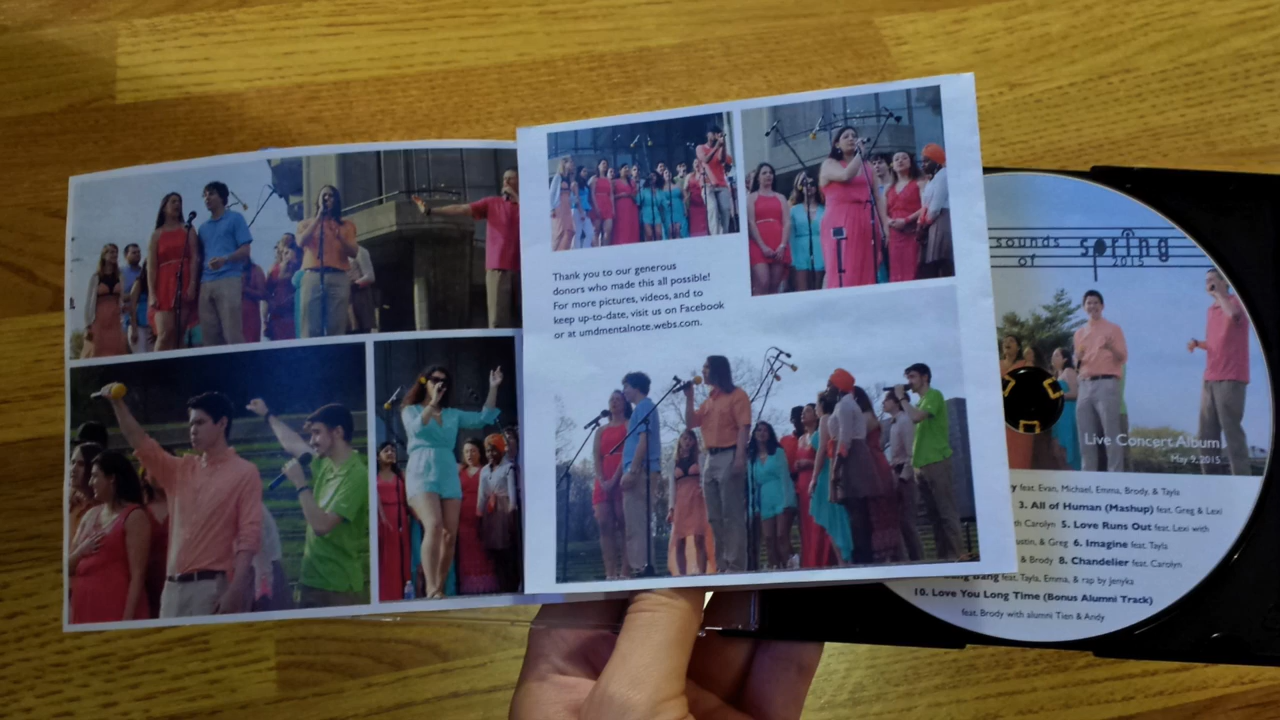 Thank you to our generous
donors who made this all possible!
For more pictures, videos, and to
keep up-to-date, visit us on Facebook
or at umdmentalnote.webs.com.
sounds
of
spring
2015
Live Concert Album
May 9, 2015
feat. Evan, Michael, Emma, Brody, & Tayla
3. All of Human (Mashup) feat. Greg & Lexi
Carolyn 5. Love Runs Out feat. Lexi with
& Greg 6. Imagine feat. Tayla
& Brody 8. Chandelier feat. Carolyn
Bang feat. Tayla, Emma, & rap by Jenyka
10. Love You Long Time (Bonus Alumni Track)
feat. Brody with alumni Tien & Andy